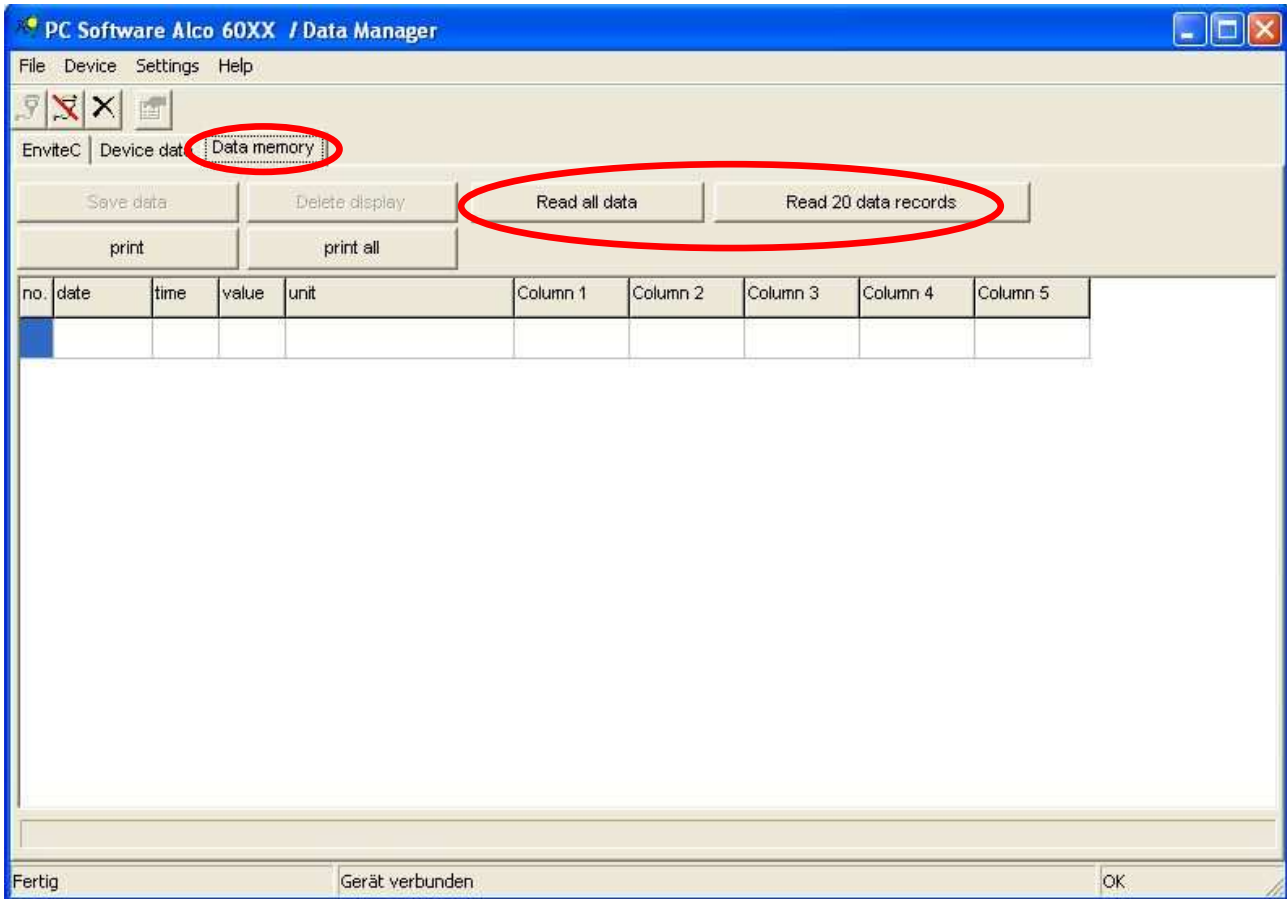 PC Software Alco 60XX / Data Manager
File Device Settings Help
EnviteC Device data Data memory
Save data Delete display Read all data Read 20 data records
print print all
no. date time value unit Column 1 Column 2 Column 3 Column 4 Column 5
Fertig Gerät verbunden OK